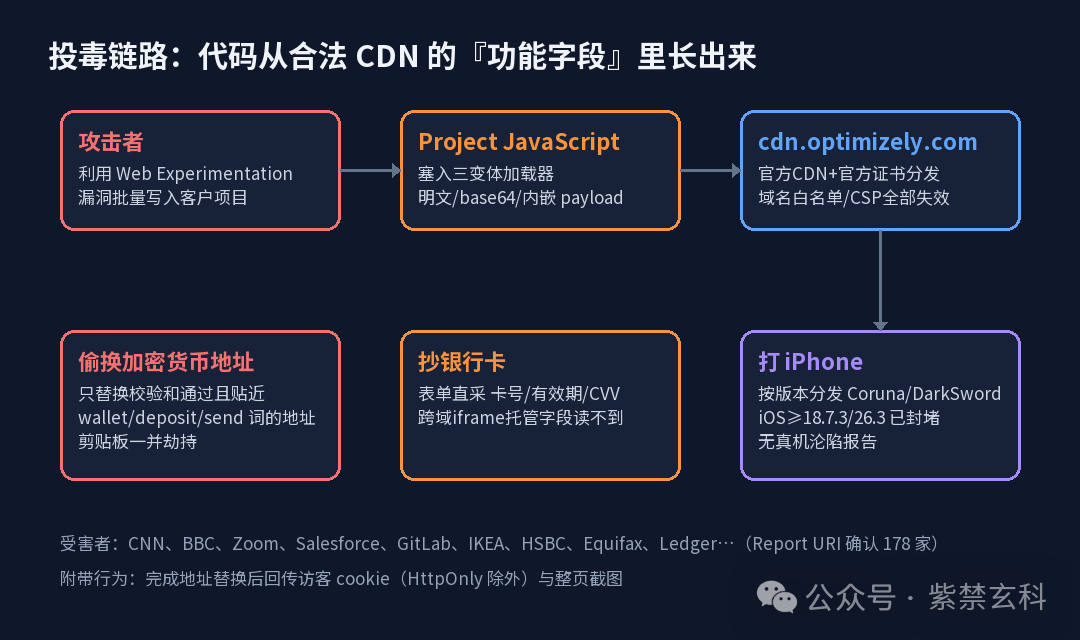 投毒链路：代码从合法 CDN 的『功能字段』里长出来
攻击者
利用 Web Experimentation
漏洞批量写入客户项目
Project JavaScript
塞入三变体加载器
明文/base64/内嵌 payload
cdn.optimizely.com
官方CDN+官方证书分发
域名白名单/CSP全部失效
偷换加密货币地址
只替换校验和通过且贴近
wallet/deposit/send 词的地址
剪贴板一并劫持
抄银行卡
表单直采 卡号/有效期/CVV
跨域iframe托管字段读不到
打 iPhone
按版本分发 Coruna/DarkSword
iOS≥18.7.3/26.3 已封堵
无真机沦陷报告
受害者：CNN、BBC、Zoom、Salesforce、GitLab、IKEA、HSBC、Equifax、Ledger…（Report URI 确认 178 家）
附带行为：完成地址替换后回传访客 cookie（HttpOnly 除外）与整页截图
公众号 · 紫禁玄科